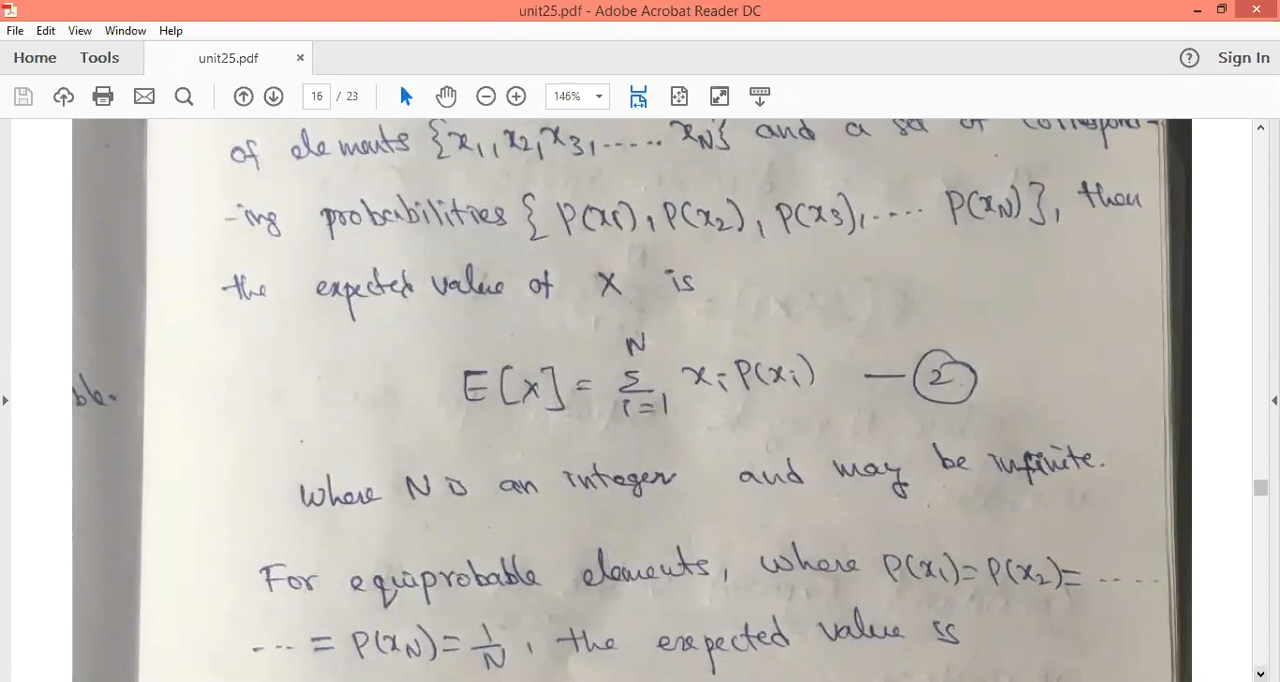 unit25.pdf - Adobe Acrobat Reader DC
File Edit View Window Help
Home Tools unit25.pdf × ? Sign In
16 / 23 146%
of elements {x1, x2, x3, ..... xN} and a set of correspond-
-ing probabilities { P(x1), P(x2), P(x3), .... P(xN)}, then
the expected value of X is
E[x] = N Σ i=1 xi P(xi) — 2
ble.
where N is an integer and may be infinite.
For equiprobable elements, where P(x1) = P(x2) = ....
... = P(xN) = 1/N, the expected value is